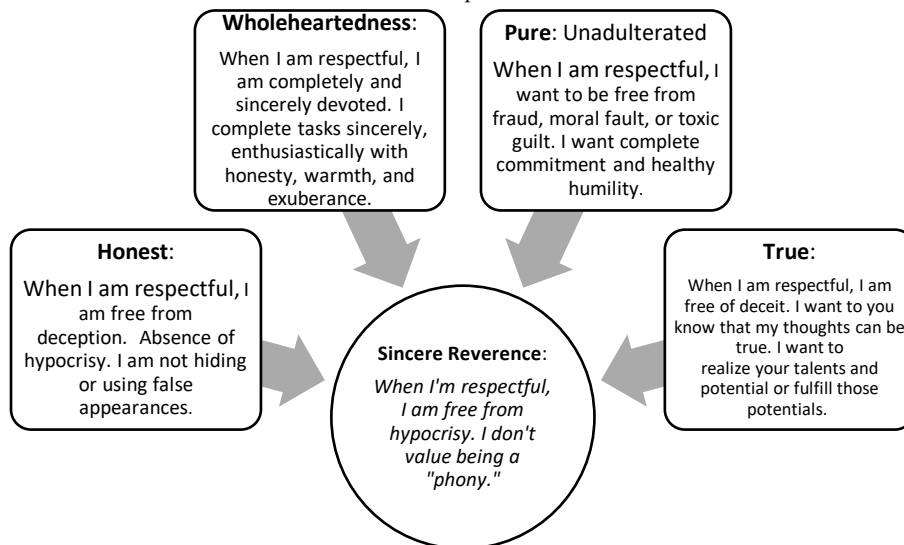 Wholeheartedness:
When I am respectful, I
am completely and
sincerely devoted. I
complete tasks sincerely,
enthusiastically with
honesty, warmth, and
exuberance.
Pure: Unadulterated
When I am respectful, I
want to be free from
fraud, moral fault, or toxic
guilt. I want complete
commitment and healthy
humility.
Honest:
When I am respectful, I
am free from
deception. Absence of
hypocrisy. I am not hiding
or using false
appearances.
True:
When I am respectful, I am
free of deceit. I want to you
know that my thoughts can be
true. I want to
realize your talents and
potential or fulfill those
potentials.
Sincere Reverence:
When I'm respectful,
I am free from
hypocrisy. I don't
value being a
"phony."